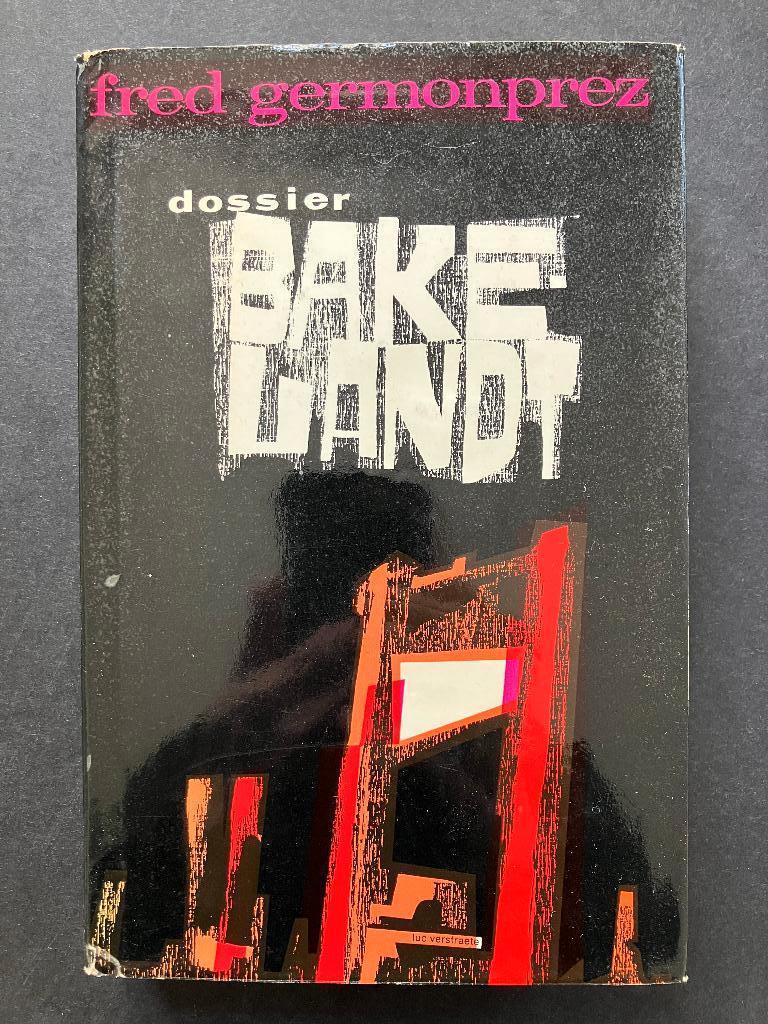 fred germonprez
dossier
BAKE
LANDT
luc verstraete